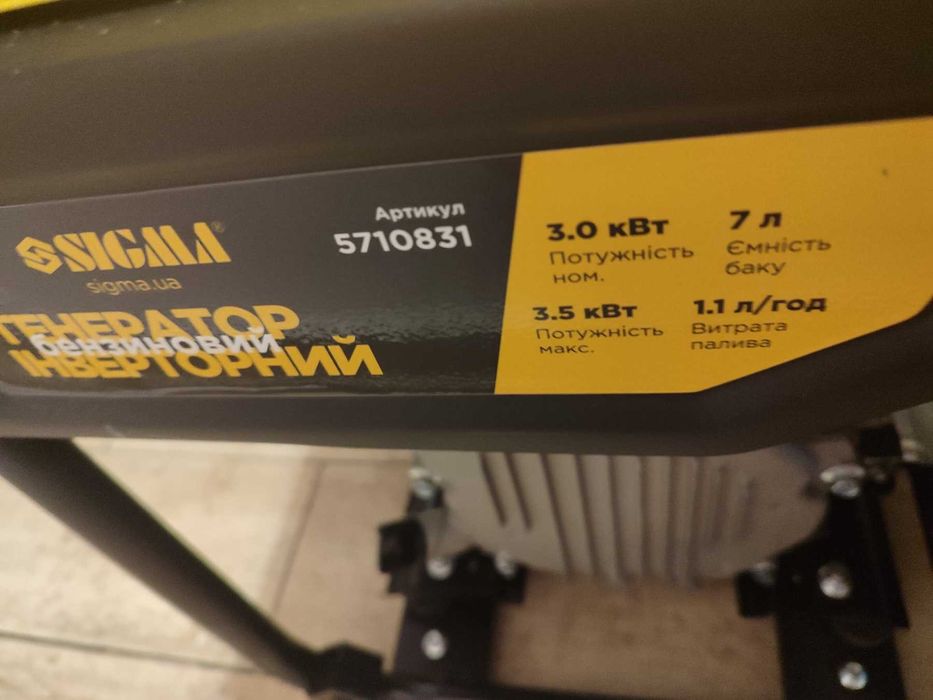 SIGMA®
sigma.ua
Артикул
5710831
ГЕНЕРАТОР
бензиновий
ІНВЕРТОРНИЙ
3.0 кВт
Потужність
ном.
7 л
Ємність
баку
3.5 кВт
Потужність
макс.
1.1 л/год
Витрата
палива